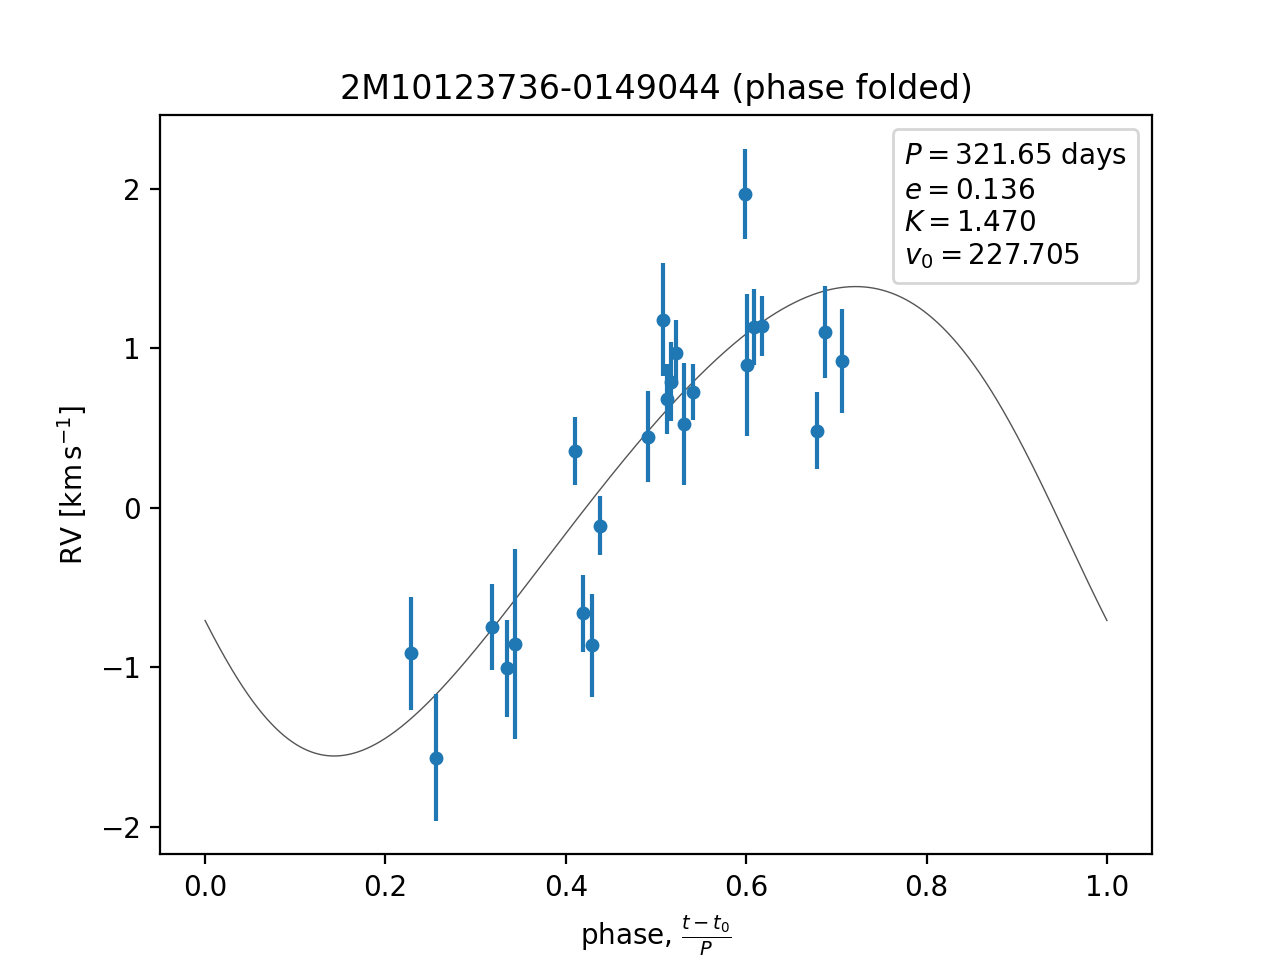 2M10123736-0149044 (phase folded)
P = 321.65 days
e = 0.136
K = 1.470
v₀ = 227.705
RV [km s⁻¹]
2
1
0
−1
−2
0.0 0.2 0.4 0.6 0.8 1.0
phase, (t − t₀)/P